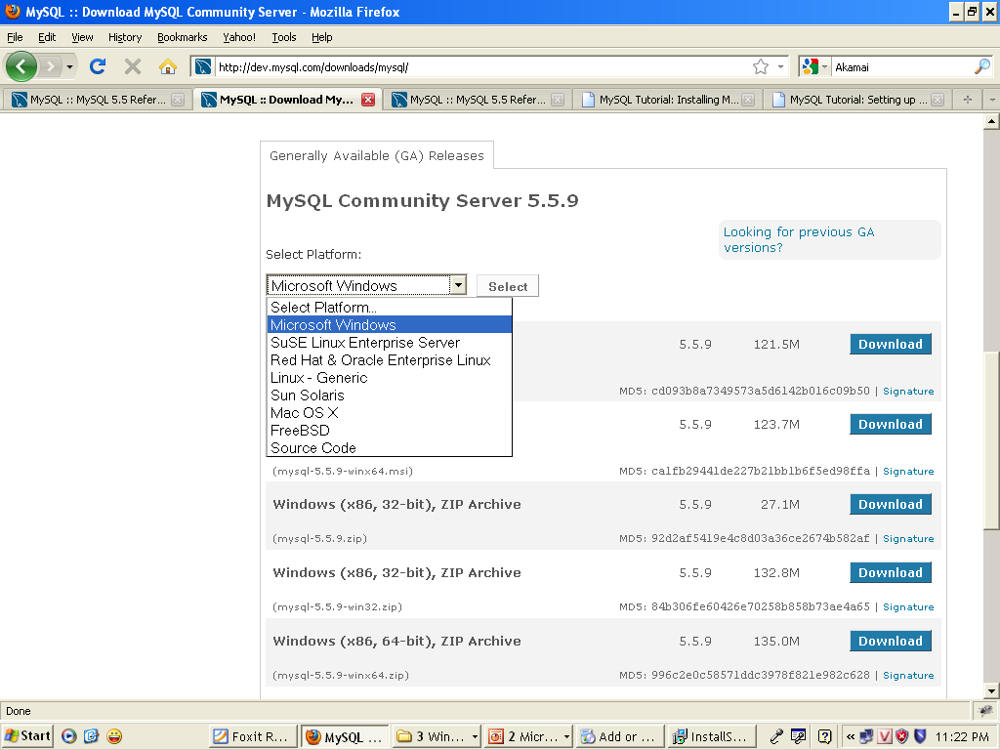 MySQL :: Download MySQL Community Server - Mozilla Firefox
File Edit View History Bookmarks Yahoo! Tools Help
http://dev.mysql.com/downloads/mysql/
Akamai
MySQL :: MySQL 5.5 Refer...
MySQL :: Download My...
MySQL :: MySQL 5.5 Refer...
MySQL Tutorial: Installing M...
MySQL Tutorial: Setting up ...
Generally Available (GA) Releases
MySQL Community Server 5.5.9
Looking for previous GA
versions?
Select Platform:
Microsoft Windows
Select
Select Platform...
Microsoft Windows
SuSE Linux Enterprise Server
Red Hat & Oracle Enterprise Linux
Linux - Generic
Sun Solaris
Mac OS X
FreeBSD
Source Code
5.5.9 121.5M Download
MD5: cd093b8a7349573a5d6142b016c09b50 | Signature
5.5.9 123.7M Download
(mysql-5.5.9-winx64.msi) MD5: ca1fb29441de227b21bb1b6f5ed98ffa | Signature
Windows (x86, 32-bit), ZIP Archive 5.5.9 27.1M Download
(mysql-5.5.9.zip) MD5: 92d2af5419e4c8d03a36ce2674b582af | Signature
Windows (x86, 32-bit), ZIP Archive 5.5.9 132.8M Download
(mysql-5.5.9-win32.zip) MD5: 84b306fe60426e70258b858b73ae4a65 | Signature
Windows (x86, 64-bit), ZIP Archive 5.5.9 135.0M Download
(mysql-5.5.9-winx64.zip) MD5: 996c2e0c58571ddc3978f821e982c628 | Signature
Done
Start
Foxit R...
MySQL ...
3 Win...
2 Micr...
Add or ...
InstallS...
11:22 PM